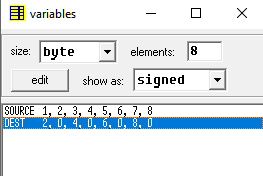 variables
size: byte elements: 8
edit show as: signed
SOURCE 1, 2, 3, 4, 5, 6, 7, 8
DEST 2, 0, 4, 0, 6, 0, 8, 0